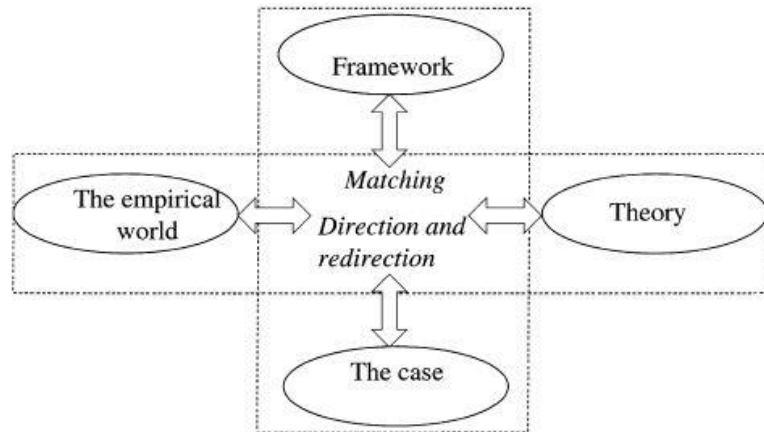 Framework
Matching
The empirical
world
Direction and
redirection
Theory
The case